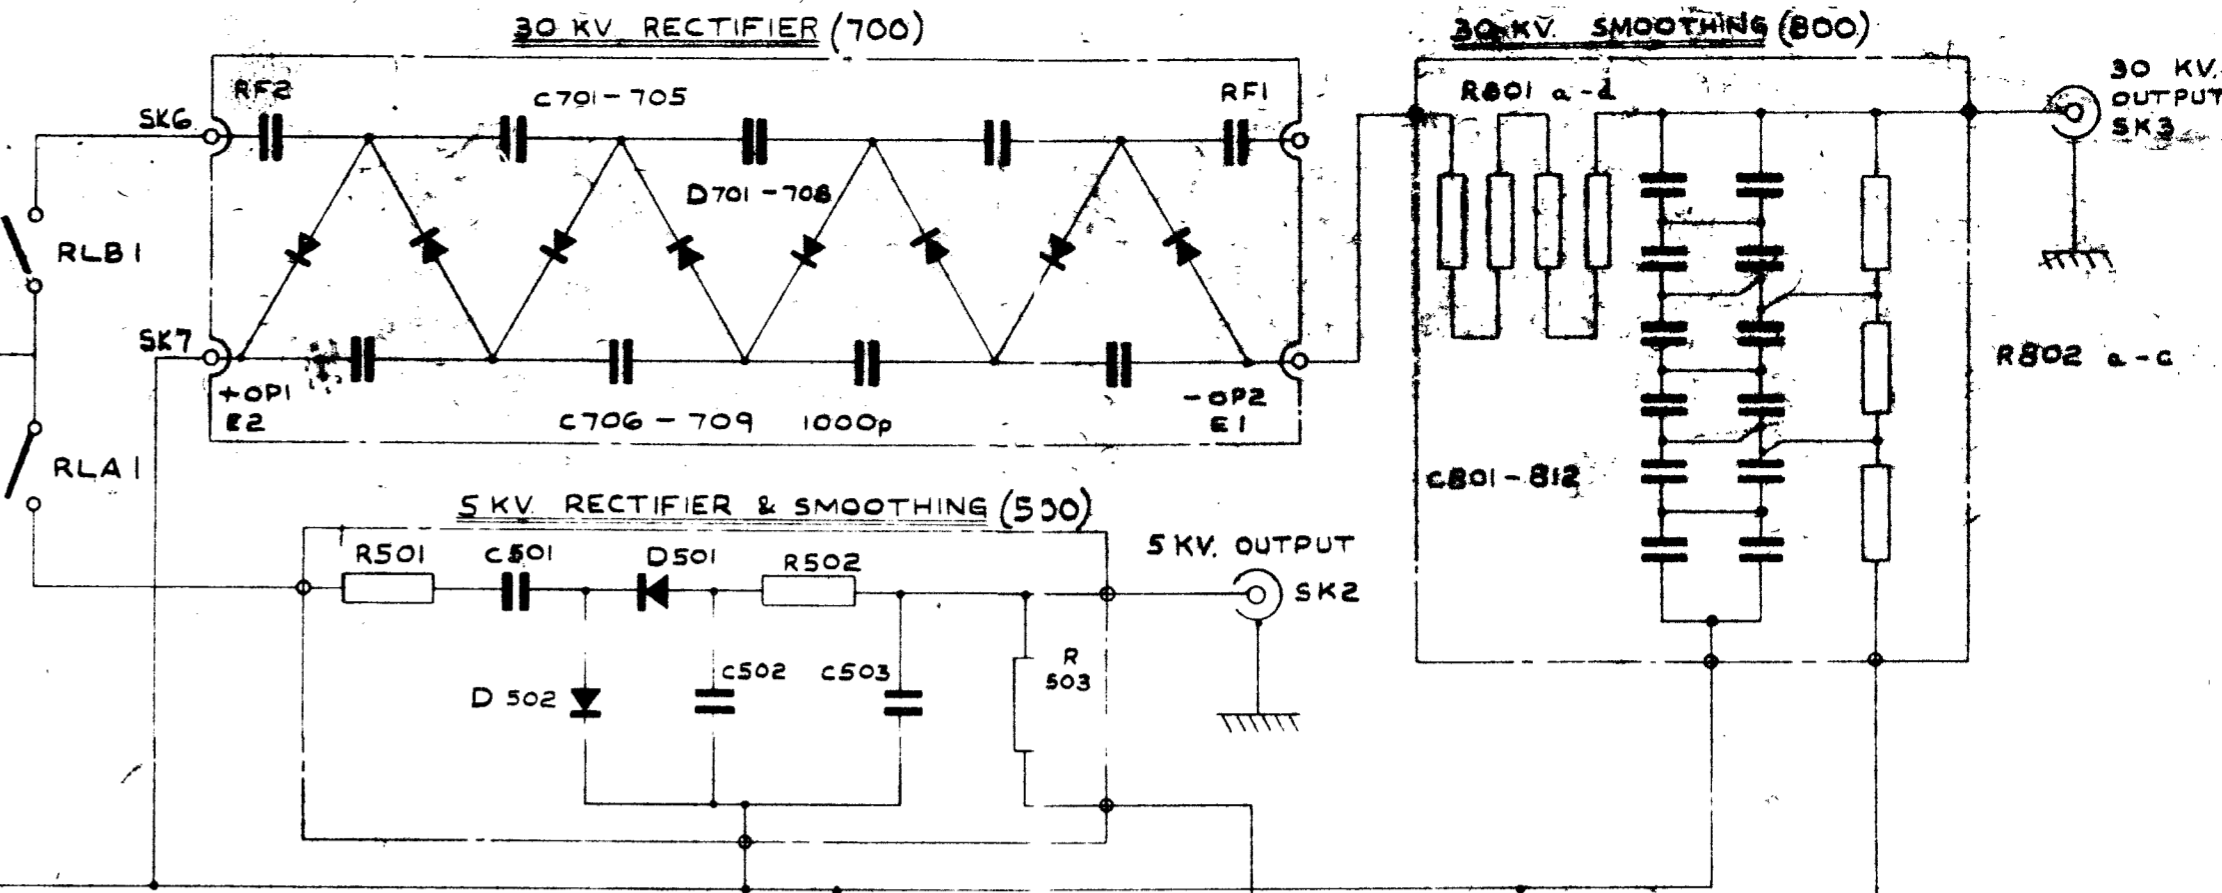 30 KV. RECTIFIER (700)
30 KV. SMOOTHING (800)
RF2
C701-705
RF1
R801 a-d
30 KV.
OUTPUT
SK3
SK6
D701-708
RLB1
SK7
+OP1
E2
C706-709 1000p
-OP2
E1
R802 a-c
RLA1
C801-812
5 KV. RECTIFIER & SMOOTHING (500)
R501
C501
D501
R502
5 KV. OUTPUT
SK2
D 502
C502
C503
R
503